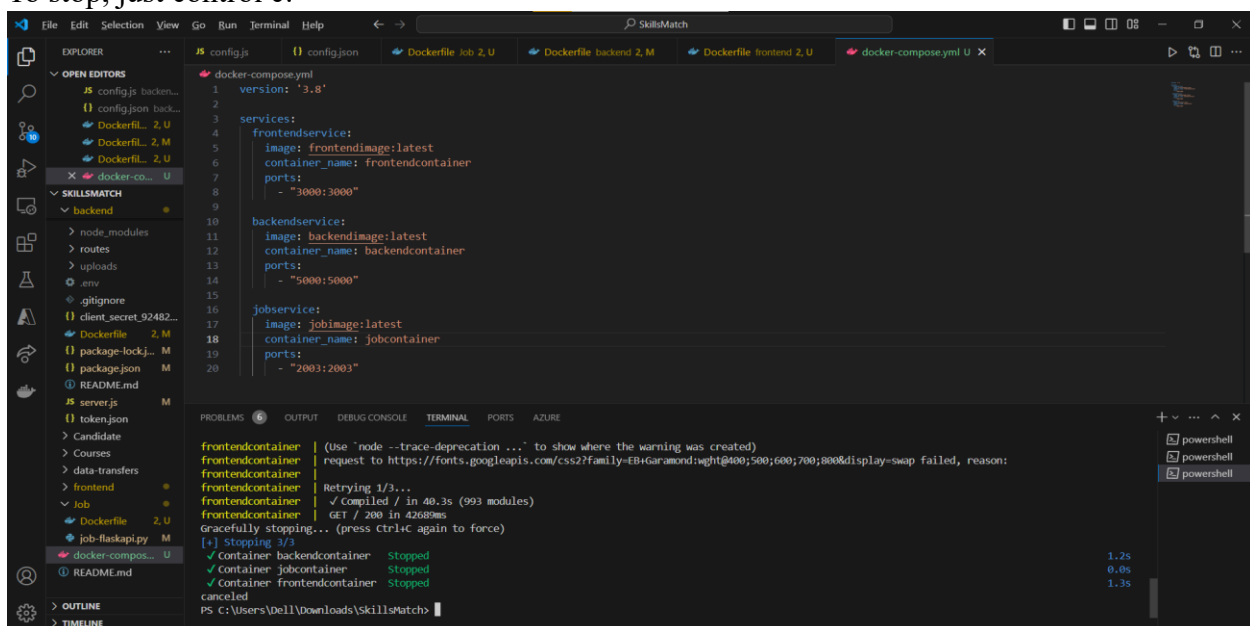 To stop, just control c.
File Edit Selection View Go Run Terminal Help
SkillsMatch
EXPLORER
JS config.js
{} config.json
Dockerfile Job 2, U
Dockerfile backend 2, M
Dockerfile frontend 2, U
docker-compose.yml U
OPEN EDITORS
JS config.js backen...
{} config.json back...
Dockerfil... 2, U
Dockerfil... 2, M
Dockerfil... 2, U
docker-co... U
SKILLSMATCH
backend
node_modules
routes
uploads
.env
.gitignore
{} client_secret_92482...
Dockerfile 2, M
{} package-lock.j... M
{} package.json M
README.md
JS server.js M
{} token.json
Candidate
Courses
data-transfers
frontend
Job
Dockerfile 2, U
job-flaskapi.py M
docker-compos... U
README.md
OUTLINE
TIMELINE
10
docker-compose.yml
1 version: '3.8'
2
3 services:
4 frontendservice:
5 image: frontendimage:latest
6 container_name: frontendcontainer
7 ports:
8 - "3000:3000"
9
10 backendservice:
11 image: backendimage:latest
12 container_name: backendcontainer
13 ports:
14 - "5000:5000"
15
16 jobservice:
17 image: jobimage:latest
18 container_name: jobcontainer
19 ports:
20 - "2003:2003"
PROBLEMS 6 OUTPUT DEBUG CONSOLE TERMINAL PORTS AZURE
frontendcontainer | (Use `node --trace-deprecation ...` to show where the warning was created)
frontendcontainer | request to https://fonts.googleapis.com/css2?family=EB+Garamond:wght@400;500;600;700;800&display=swap failed, reason:
frontendcontainer |
frontendcontainer | Retrying 1/3...
frontendcontainer | ✓ Compiled / in 40.3s (993 modules)
frontendcontainer | GET / 200 in 42689ms
Gracefully stopping... (press Ctrl+C again to force)
[+] Stopping 3/3
✓ Container backendcontainer Stopped 1.2s
✓ Container jobcontainer Stopped 0.0s
✓ Container frontendcontainer Stopped 1.3s
canceled
PS C:\Users\Dell\Downloads\SkillsMatch>
powershell
powershell
powershell